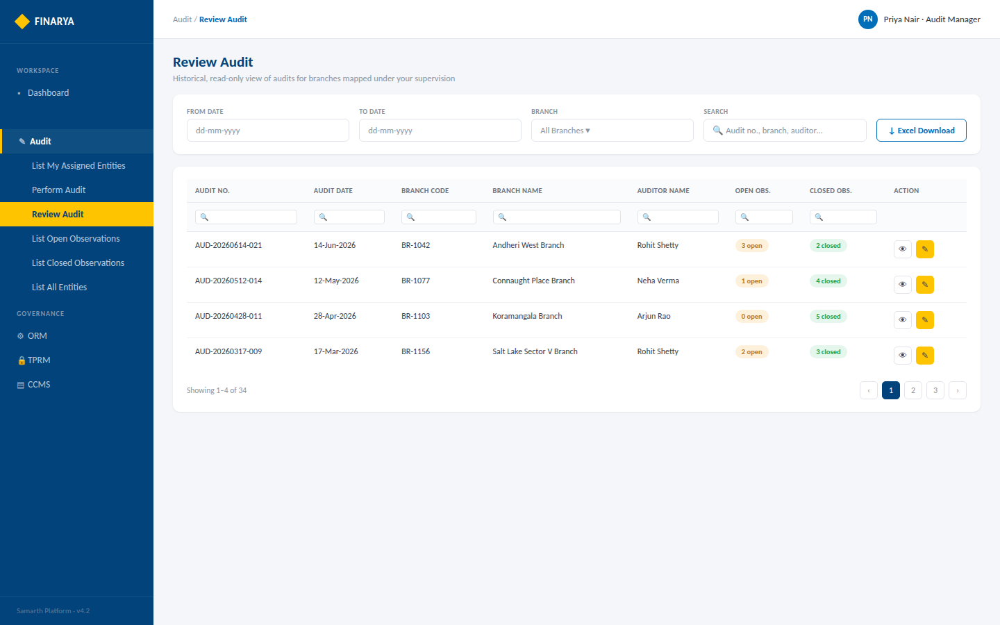 FINARYA
WORKSPACE
Dashboard
Audit
List My Assigned Entities
Perform Audit
Review Audit
List Open Observations
List Closed Observations
List All Entities
GOVERNANCE
ORM
TPRM
CCMS
Samarth Platform - v4.2
Audit / Review Audit
PN Priya Nair · Audit Manager
Review Audit
Historical, read-only view of audits for branches mapped under your supervision
FROM DATE TO DATE BRANCH SEARCH
dd-mm-yyyy dd-mm-yyyy All Branches ▾ 🔍 Audit no., branch, auditor... ↓ Excel Download
AUDIT NO. AUDIT DATE BRANCH CODE BRANCH NAME AUDITOR NAME OPEN OBS. CLOSED OBS. ACTION
AUD-20260614-021 14-Jun-2026 BR-1042 Andheri West Branch Rohit Shetty 3 open 2 closed
AUD-20260512-014 12-May-2026 BR-1077 Connaught Place Branch Neha Verma 1 open 4 closed
AUD-20260428-011 28-Apr-2026 BR-1103 Koramangala Branch Arjun Rao 0 open 5 closed
AUD-20260317-009 17-Mar-2026 BR-1156 Salt Lake Sector V Branch Rohit Shetty 2 open 3 closed
Showing 1–4 of 34 ‹ 1 2 3 ›